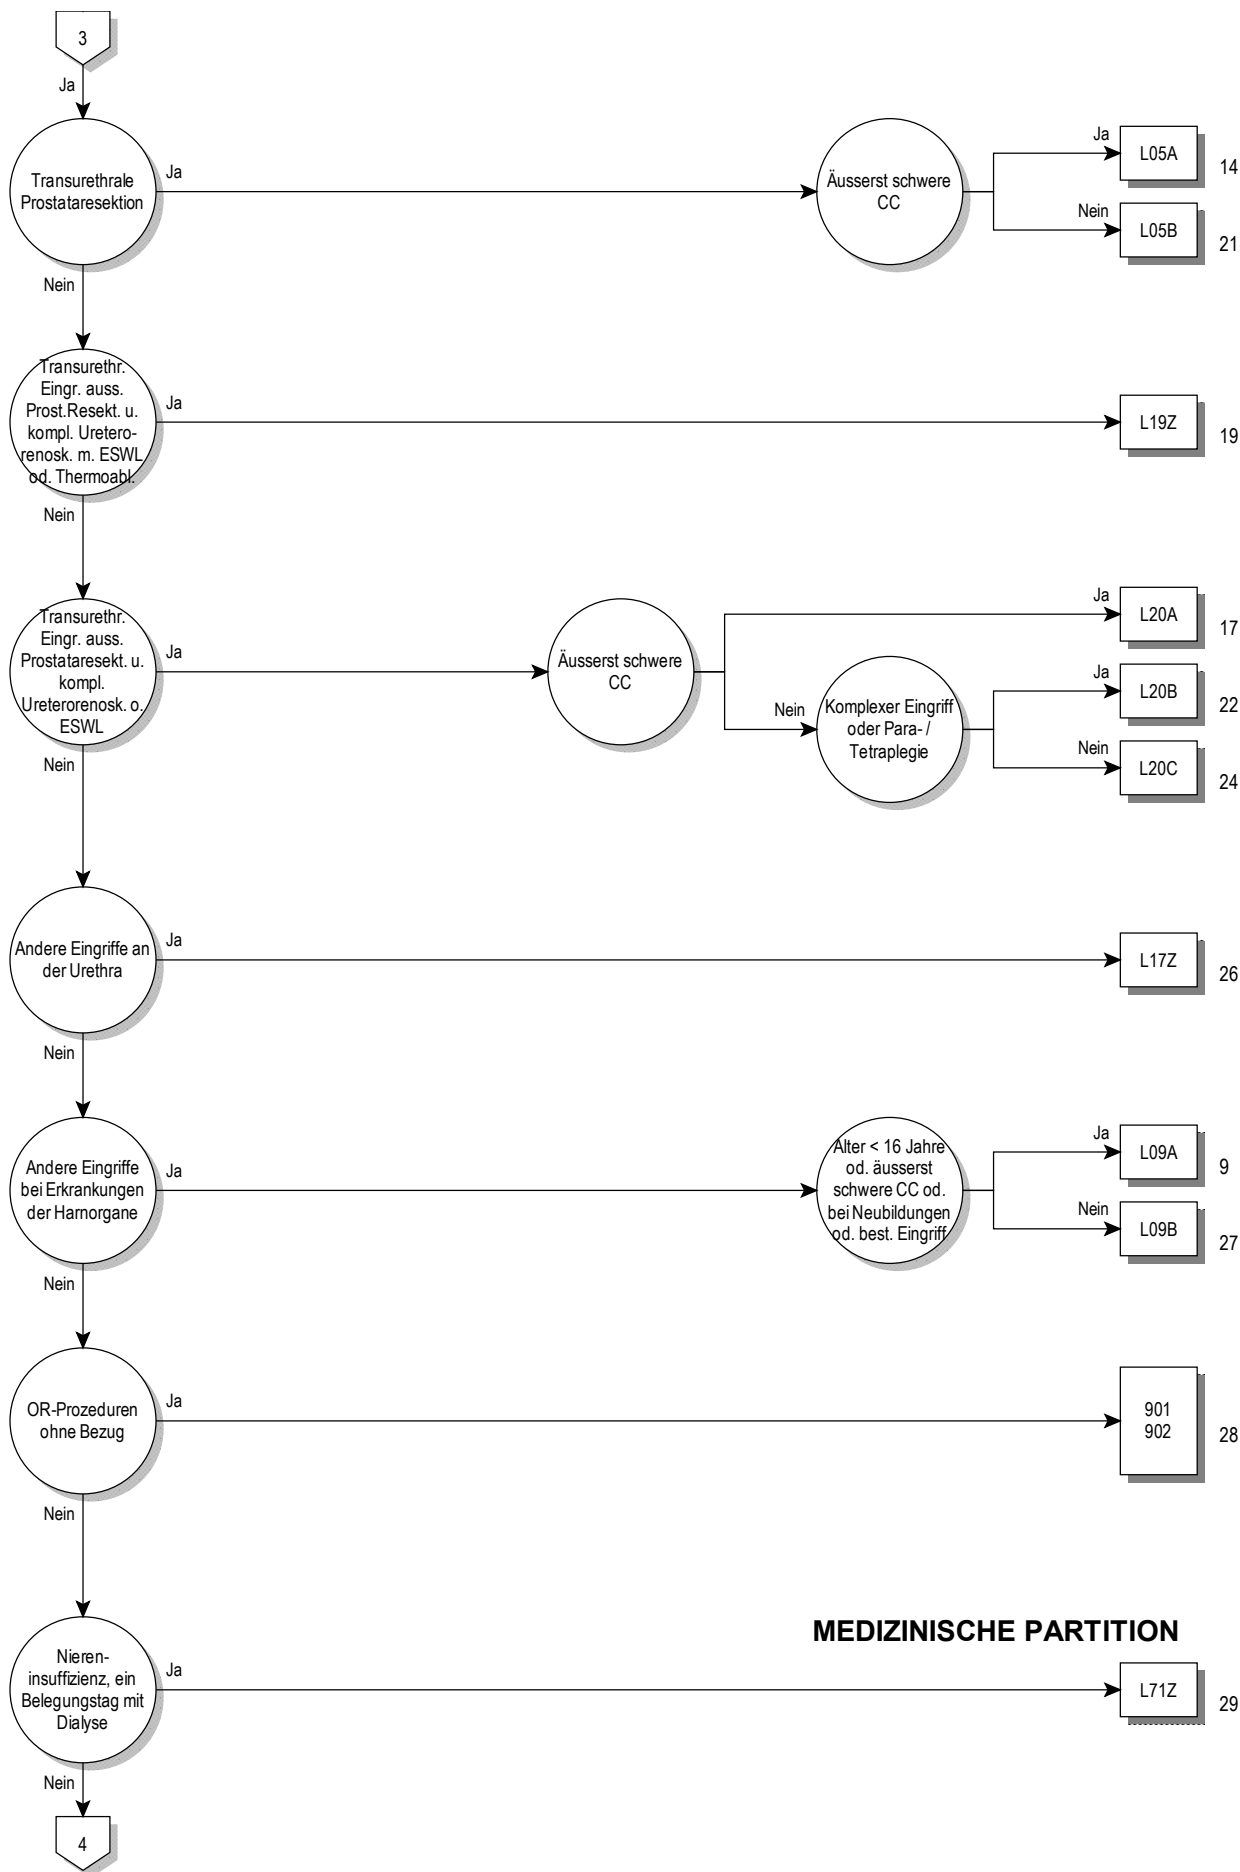 3
Ja
Transurethrale
Prostataresektion
Ja
Äusserst schwere
CC
Ja
L05A
14
Nein
L05B
21
Nein
Transurethr.
Eingr. auss.
Prost.Resekt. u.
kompl. Uretero-
renosk. m. ESWL
od. Thermoabl.
Ja
L19Z
19
Nein
Transurethr.
Eingr. auss.
Prostataresekt. u.
kompl.
Ureterorenosk. o.
ESWL
Ja
Äusserst schwere
CC
Ja
L20A
17
Nein
Komplexer Eingriff
oder Para- /
Tetraplegie
Ja
L20B
22
Nein
L20C
24
Nein
Andere Eingriffe an
der Urethra
Ja
L17Z
26
Nein
Andere Eingriffe
bei Erkrankungen
der Harnorgane
Ja
Alter < 16 Jahre
od. äusserst
schwere CC od.
bei Neubildungen
od. best. Eingriff
Ja
L09A
9
Nein
L09B
27
Nein
OR-Prozeduren
ohne Bezug
Ja
901
902
28
Nein
MEDIZINISCHE PARTITION
Nieren-
insuffizienz, ein
Belegungstag mit
Dialyse
Ja
L71Z
29
Nein
4